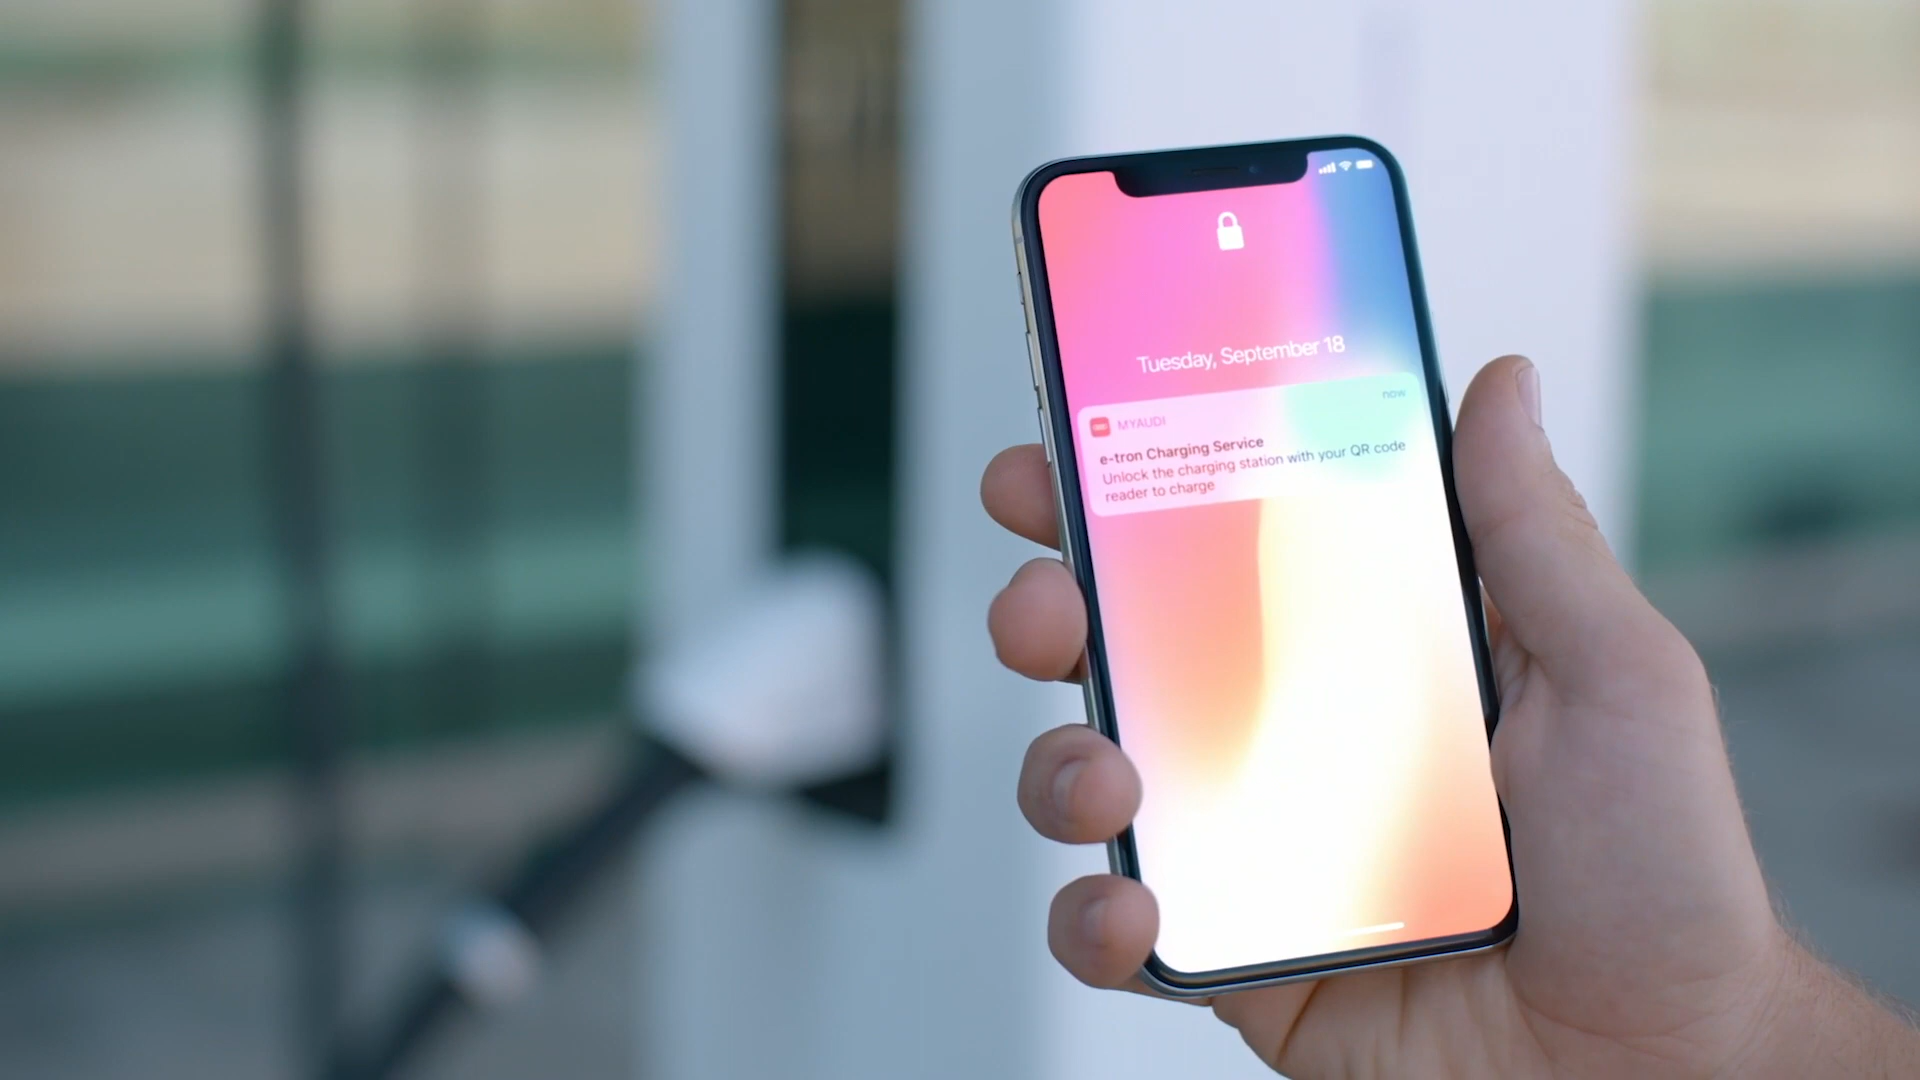 Tuesday, September 18
MYAUDI
now
e-tron Charging Service
Unlock the charging station with your QR code
reader to charge